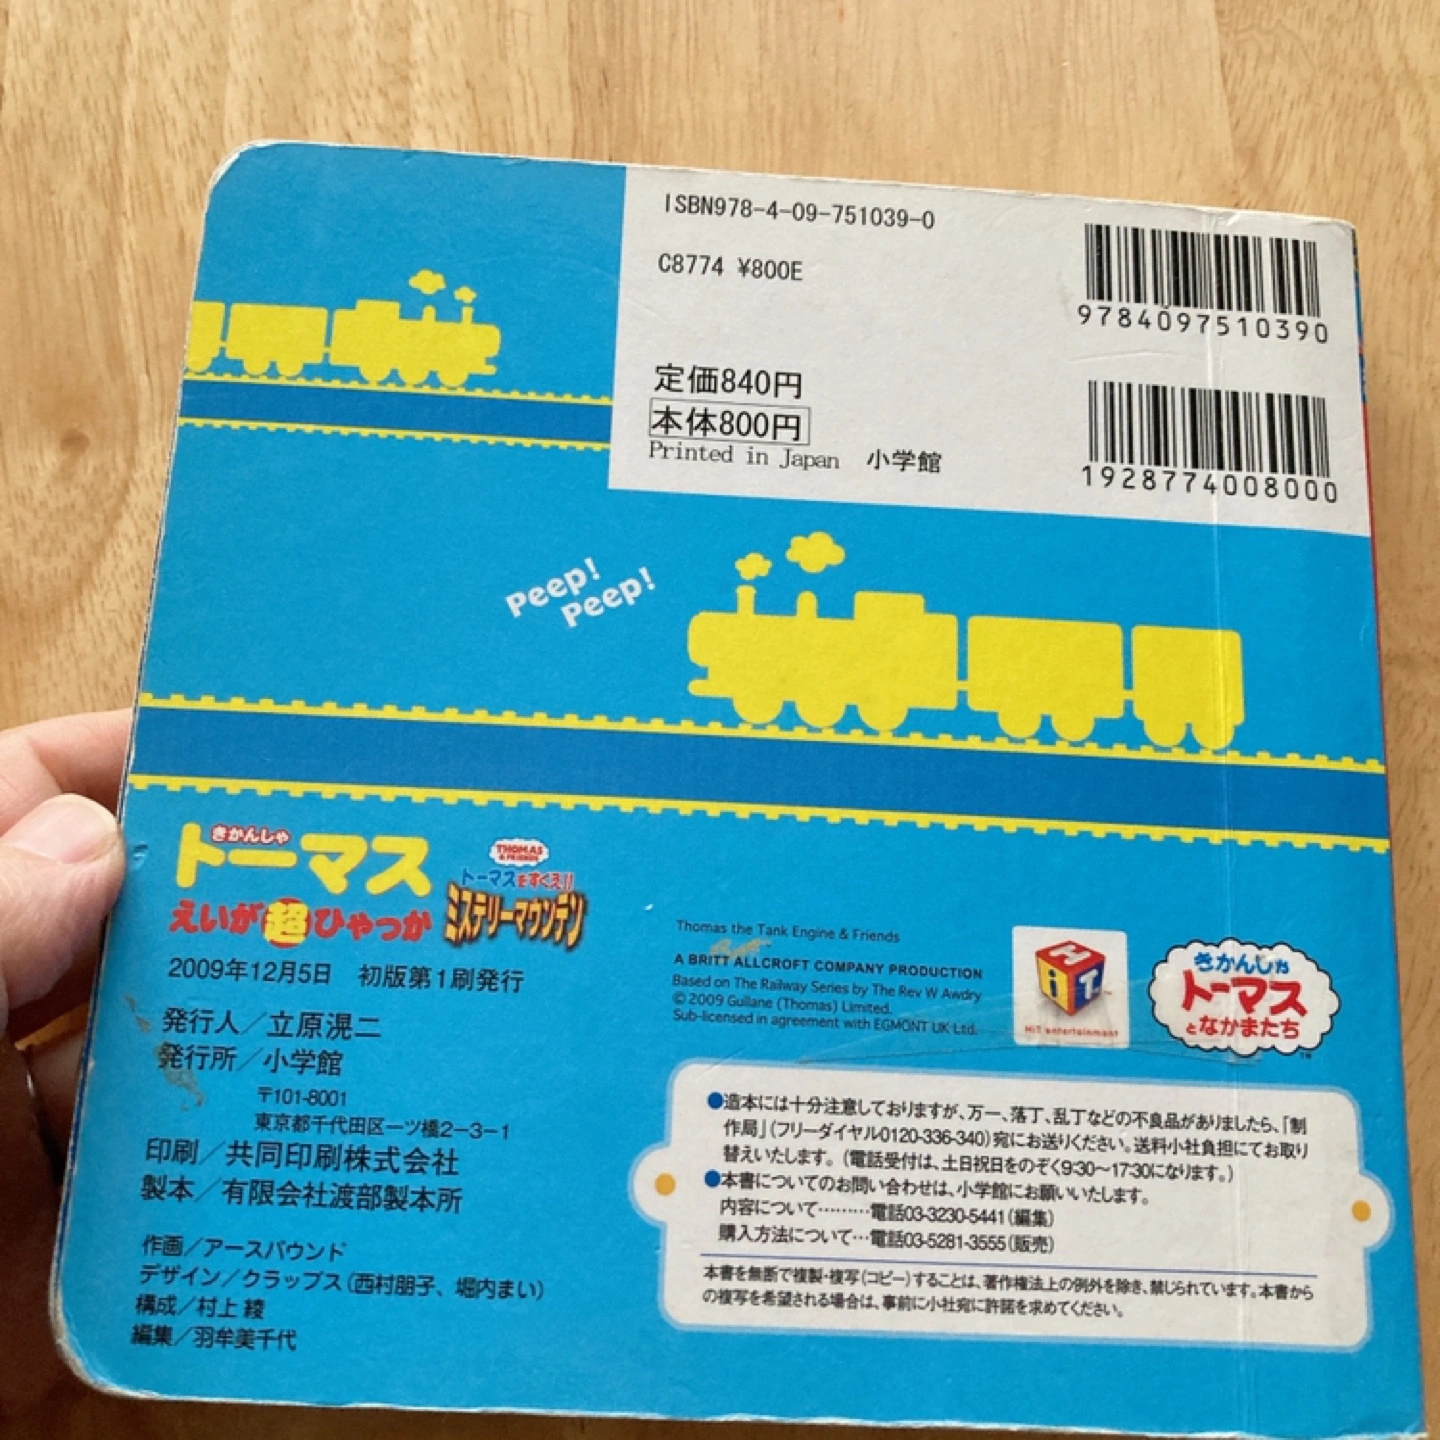 ISBN978-4-09-751039-0
C8774 ¥800E
9784097510390
定価840円
本体800円
Printed in Japan 小学館
1928774008000
Peep!
Peep!
きかんしゃ
トーマス
えいが超ひゃっか
THOMAS
& FRIENDS
トーマスをすくえ!!
ミステリーマウンテン
2009年12月5日 初版第1刷発行
発行人/立原滉二
発行所/小学館
〒101-8001
東京都千代田区一ツ橋2-3-1
印刷/共同印刷株式会社
製本/有限会社渡部製本所
作画/アースバウンド
デザイン/クラップス(西村朋子、堀内まい)
構成/村上 綾
編集/羽牟美千代
Thomas the Tank Engine & Friends
A BRITT ALLCROFT COMPANY PRODUCTION
Based on The Railway Series by The Rev W Awdry
© 2009 Gullane (Thomas) Limited.
Sub-licensed in agreement with EGMONT UK Ltd.
HiT
HiT entertainment
きかんしゃ
トーマス
となかまたち
TM
●造本には十分注意しておりますが、万一、落丁、乱丁などの不良品がありましたら、「制
作局」(フリーダイヤル0120-336-340)宛にお送りください。送料小社負担にてお取り
替えいたします。(電話受付は、土日祝日をのぞく9:30〜17:30になります。)
●本書についてのお問い合わせは、小学館にお願いいたします。
内容について………電話03-3230-5441(編集)
購入方法について…電話03-5281-3555(販売)
本書を無断で複製・複写(コピー)することは、著作権法上の例外を除き、禁じられています。本書から
の複写を希望される場合は、事前に小社宛に許諾を求めてください。